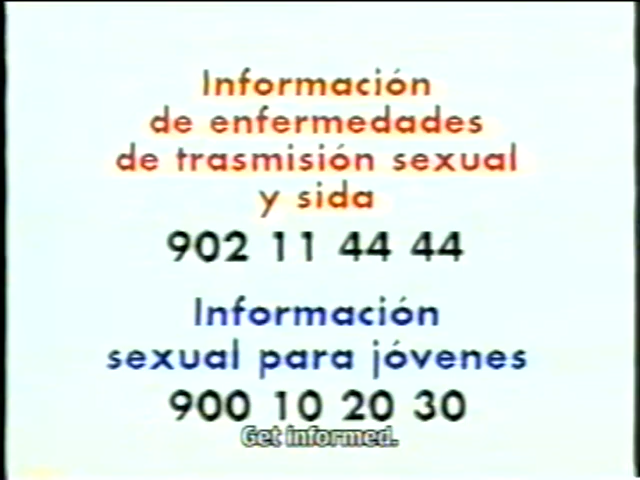 Información
de enfermedades
de trasmisión sexual
y sida
902 11 44 44
Información
sexual para jóvenes
900 10 20 30
Get informed.